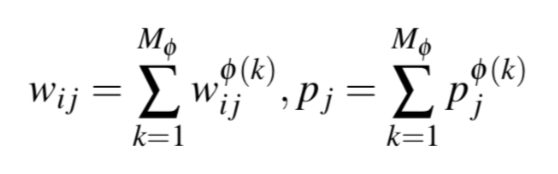 w_{ij} = \sum_{k=1}^{M_\phi} w_{ij}^{\phi(k)}, p_j = \sum_{k=1}^{M_\phi} p_j^{\phi(k)}